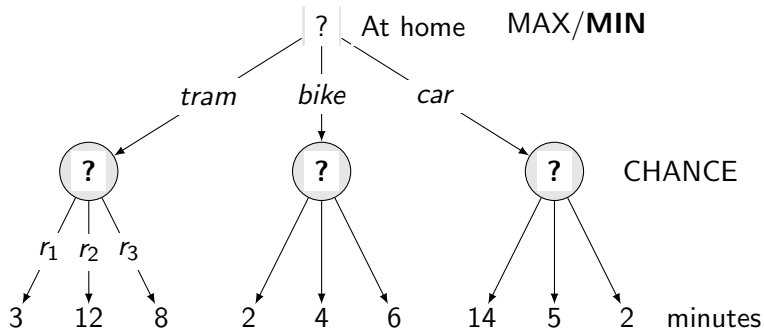 ? At home MAX/MIN
tram bike car
? ? ? CHANCE
r1 r2 r3
3 12 8 2 4 6 14 5 2 minutes